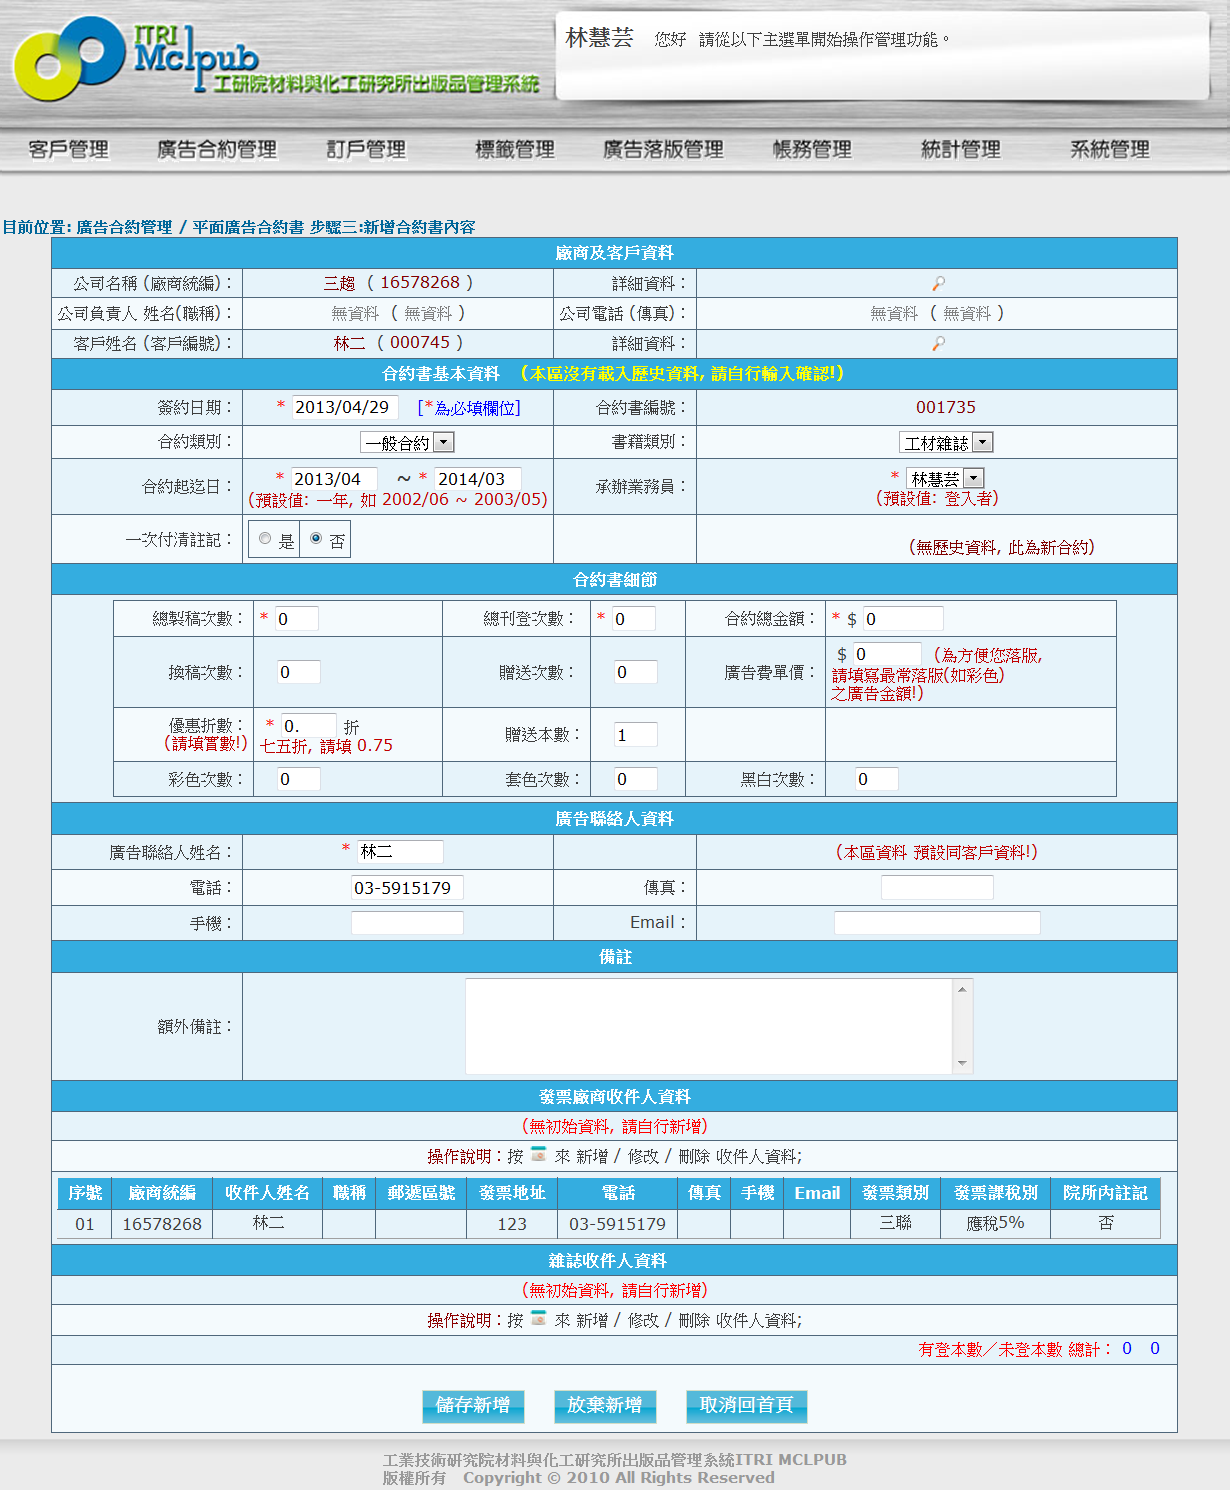 ITRI
Mclpub
工研院材料與化工研究所出版品管理系統
林慧芸 您好 請從以下主選單開始操作管理功能。
客戶管理 廣告合約管理 訂戶管理 標籤管理 廣告落版管理 帳務管理 統計管理 系統管理
目前位置: 廣告合約管理 / 平面廣告合約書 步驟三:新增合約書內容
廠商及客戶資料
公司名稱 (廠商統編)： 三趨 ( 16578268 ) 詳細資料：
公司負責人 姓名(職稱)： 無資料 ( 無資料 ) 公司電話 (傳真)： 無資料 ( 無資料 )
客戶姓名 (客戶編號)： 林二 ( 000745 ) 詳細資料：
合約書基本資料 (本區沒有載入歷史資料, 請自行輸入確認!)
簽約日期： * 2013/04/29 [*為必填欄位] 合約書編號： 001735
合約類別： 一般合約 書籍類別： 工材雜誌
合約起迄日： * 2013/04 ~ * 2014/03 承辦業務員： * 林慧芸
(預設值: 一年, 如 2002/06 ~ 2003/05) (預設值: 登入者)
一次付清註記： 是 否 (無歷史資料, 此為新合約)
合約書細節
總製稿次數： * 0 總刊登次數： * 0 合約總金額： * $ 0
換稿次數： 0 贈送次數： 0 廣告費單價： $ 0 (為方便您落版,
請填寫最常落版(如彩色)
之廣告金額!)
優惠折數： * 0. 折 贈送本數： 1
(請填實數!) 七五折, 請填 0.75
彩色次數： 0 套色次數： 0 黑白次數： 0
廣告聯絡人資料
廣告聯絡人姓名： * 林二 (本區資料 預設同客戶資料!)
電話： 03-5915179 傳真：
手機： Email：
備註
額外備註：
發票廠商收件人資料
(無初始資料, 請自行新增)
操作說明：按 來 新增 / 修改 / 刪除 收件人資料;
序號 廠商統編 收件人姓名 職稱 郵遞區號 發票地址 電話 傳真 手機 Email 發票類別 發票課稅別 院所內註記
01 16578268 林二 123 03-5915179 三聯 應稅5% 否
雜誌收件人資料
(無初始資料, 請自行新增)
操作說明：按 來 新增 / 修改 / 刪除 收件人資料;
有登本數／未登本數 總計： 0 0
儲存新增 放棄新增 取消回首頁
工業技術研究院材料與化工研究所出版品管理系統ITRI MCLPUB
版權所有 Copyright © 2010 All Rights Reserved